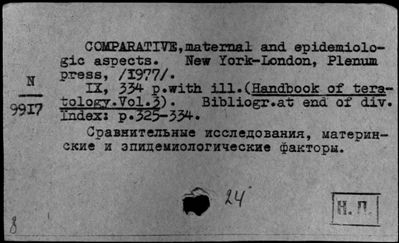 COMPARATIVE,maternal and epidemiolo-
gic aspects. New York-London, Plenum
press, /1977/.
IX, 334 p.with ill.(Handbook of tera-
tology.Vol.3). Bibliogr.at end of div.
Index: p.325-334.
Сравнительные исследования, материн-
ские и эпидемиологические факторы.
N
9917
24
Н.П.
8